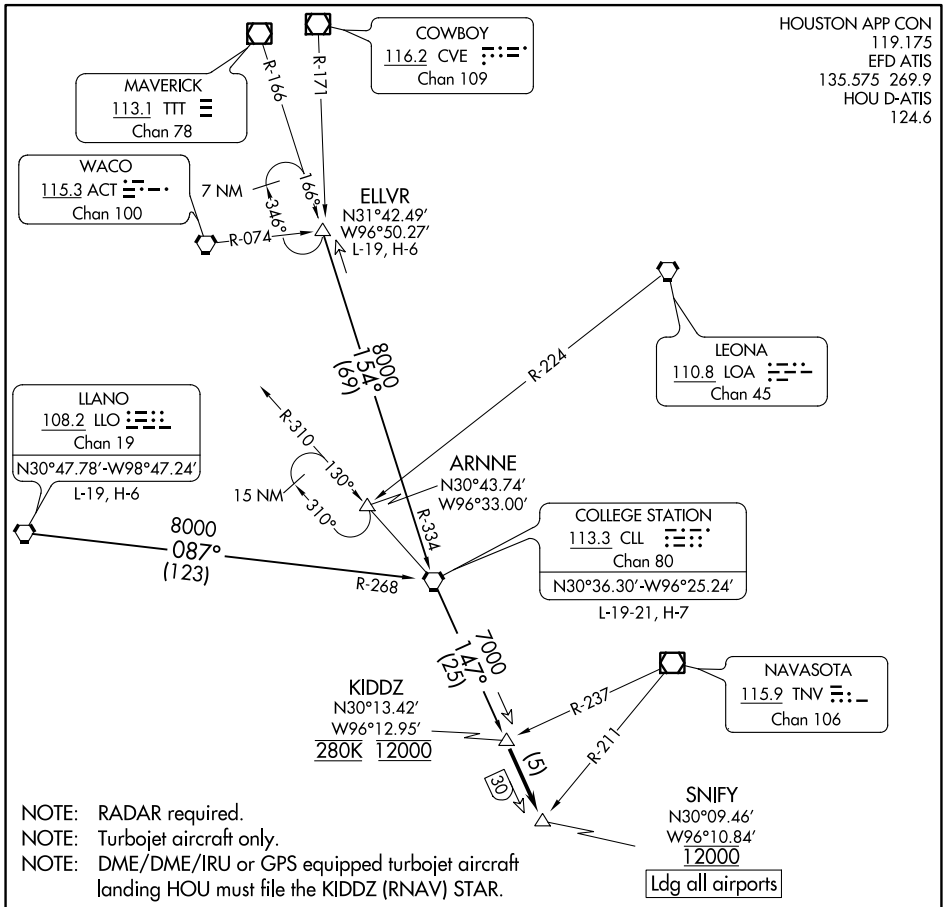 HOUSTON APP CON
119.175
EFD ATIS
135.575 269.9
HOU D-ATIS
124.6
COWBOY
116.2 CVE
Chan 109
MAVERICK
113.1 TTT
Chan 78
R-166
R-171
WACO
115.3 ACT
Chan 100
7 NM
166°
346°
R-074
ELLVR
N31°42.49'
W96°50.27'
L-19, H-6
8000
154°
(69)
R-224
LEONA
110.8 LOA
Chan 45
LLANO
108.2 LLO
Chan 19
N30°47.78'-W98°47.24'
L-19, H-6
R-310
130°
15 NM
310°
ARNNE
N30°43.74'
W96°33.00'
R-334
COLLEGE STATION
113.3 CLL
Chan 80
N30°36.30'-W96°25.24'
L-19-21, H-7
8000
087°
(123)
R-268
7000
147°
(25)
NAVASOTA
115.9 TNV
Chan 106
R-237
R-211
KIDDZ
N30°13.42'
W96°12.95'
280K 12000
(5)
30
SNIFY
N30°09.46'
W96°10.84'
12000
Ldg all airports
NOTE: RADAR required.
NOTE: Turbojet aircraft only.
NOTE: DME/DME/IRU or GPS equipped turbojet aircraft
landing HOU must file the KIDDZ (RNAV) STAR.